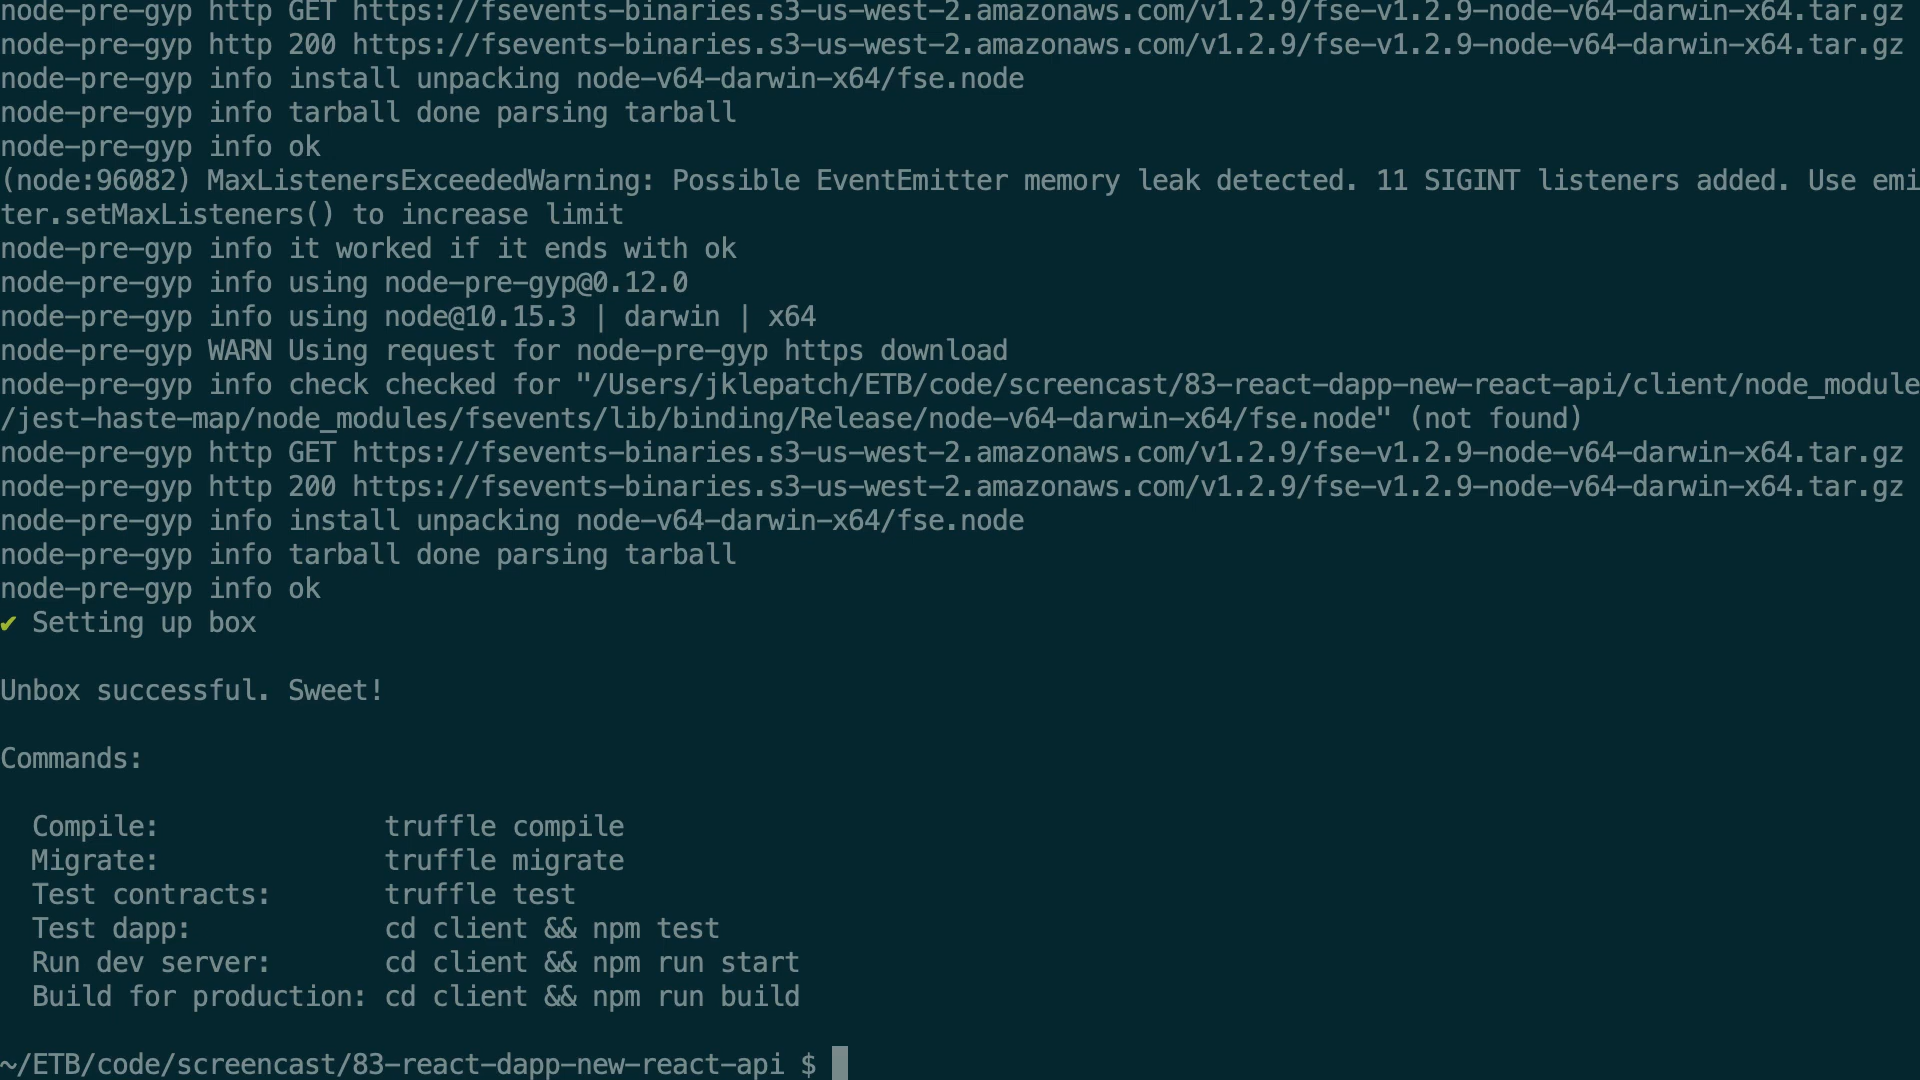 node-pre-gyp http GET https://fsevents-binaries.s3-us-west-2.amazonaws.com/v1.2.9/fse-v1.2.9-node-v64-darwin-x64.tar.gz
node-pre-gyp http 200 https://fsevents-binaries.s3-us-west-2.amazonaws.com/v1.2.9/fse-v1.2.9-node-v64-darwin-x64.tar.gz
node-pre-gyp info install unpacking node-v64-darwin-x64/fse.node
node-pre-gyp info tarball done parsing tarball
node-pre-gyp info ok
(node:96082) MaxListenersExceededWarning: Possible EventEmitter memory leak detected. 11 SIGINT listeners added. Use emi
ter.setMaxListeners() to increase limit
node-pre-gyp info it worked if it ends with ok
node-pre-gyp info using node-pre-gyp@0.12.0
node-pre-gyp info using node@10.15.3 | darwin | x64
node-pre-gyp WARN Using request for node-pre-gyp https download
node-pre-gyp info check checked for "/Users/jklepatch/ETB/code/screencast/83-react-dapp-new-react-api/client/node_module
/jest-haste-map/node_modules/fsevents/lib/binding/Release/node-v64-darwin-x64/fse.node" (not found)
node-pre-gyp http GET https://fsevents-binaries.s3-us-west-2.amazonaws.com/v1.2.9/fse-v1.2.9-node-v64-darwin-x64.tar.gz
node-pre-gyp http 200 https://fsevents-binaries.s3-us-west-2.amazonaws.com/v1.2.9/fse-v1.2.9-node-v64-darwin-x64.tar.gz
node-pre-gyp info install unpacking node-v64-darwin-x64/fse.node
node-pre-gyp info tarball done parsing tarball
node-pre-gyp info ok
✔ Setting up box
Unbox successful. Sweet!
Commands:
Compile: truffle compile
Migrate: truffle migrate
Test contracts: truffle test
Test dapp: cd client && npm test
Run dev server: cd client && npm run start
Build for production: cd client && npm run build
~/ETB/code/screencast/83-react-dapp-new-react-api $